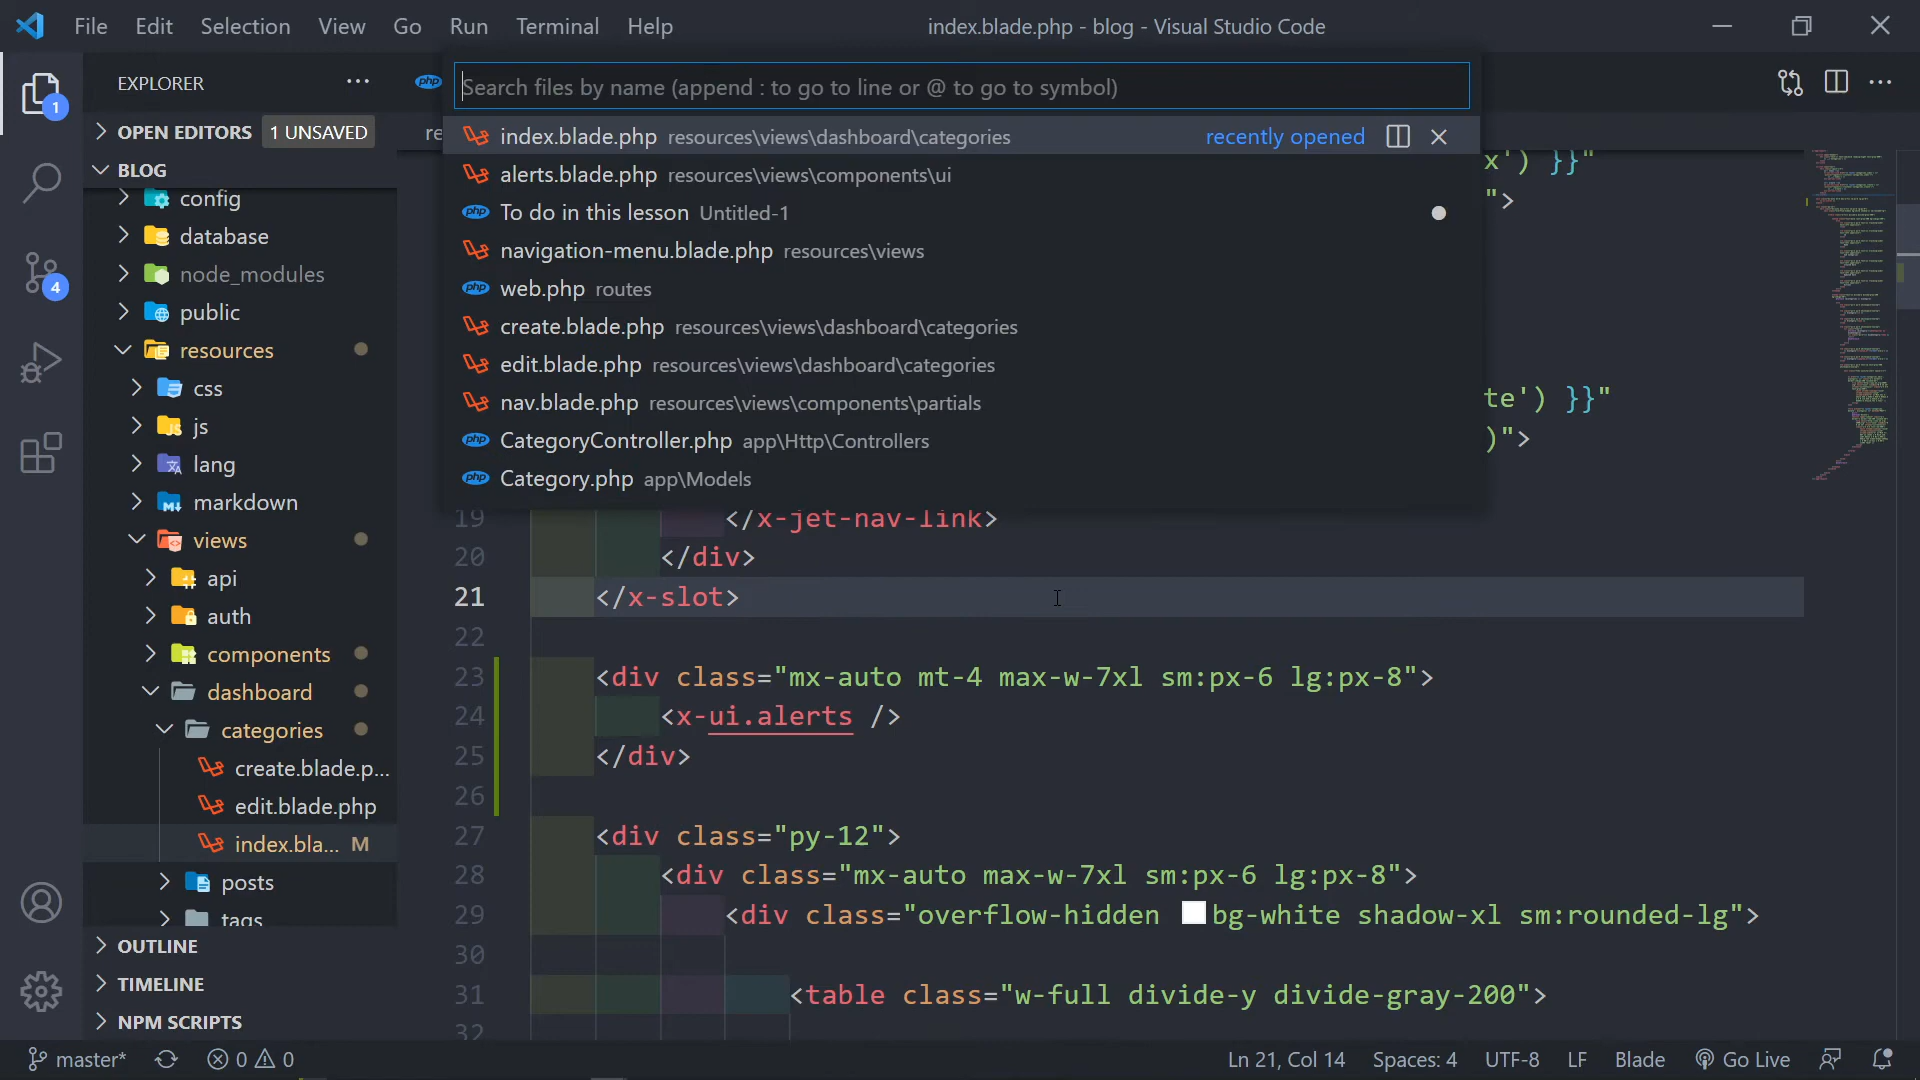 File Edit Selection View Go Run Terminal Help
index.blade.php - blog - Visual Studio Code
EXPLORER
OPEN EDITORS 1 UNSAVED
BLOG
config
database
node_modules
public
resources
css
js
lang
markdown
views
api
auth
components
dashboard
categories
create.blade.p...
edit.blade.php
index.bla... M
posts
tags
OUTLINE
TIMELINE
NPM SCRIPTS
1
4
php
re
Search files by name (append : to go to line or @ to go to symbol)
index.blade.php resources\views\dashboard\categories recently opened
alerts.blade.php resources\views\components\ui
php To do in this lesson Untitled-1
navigation-menu.blade.php resources\views
php web.php routes
create.blade.php resources\views\dashboard\categories
edit.blade.php resources\views\dashboard\categories
nav.blade.php resources\views\components\partials
php CategoryController.php app\Http\Controllers
php Category.php app\Models
x') }}"
">
te') }}"
)">
19 </x-jet-nav-link>
20 </div>
21 </x-slot>
22
23 <div class="mx-auto mt-4 max-w-7xl sm:px-6 lg:px-8">
24 <x-ui.alerts />
25 </div>
26
27 <div class="py-12">
28 <div class="mx-auto max-w-7xl sm:px-6 lg:px-8">
29 <div class="overflow-hidden bg-white shadow-xl sm:rounded-lg">
30
31 <table class="w-full divide-y divide-gray-200">
32
master* 0 0
Ln 21, Col 14 Spaces: 4 UTF-8 LF Blade Go Live